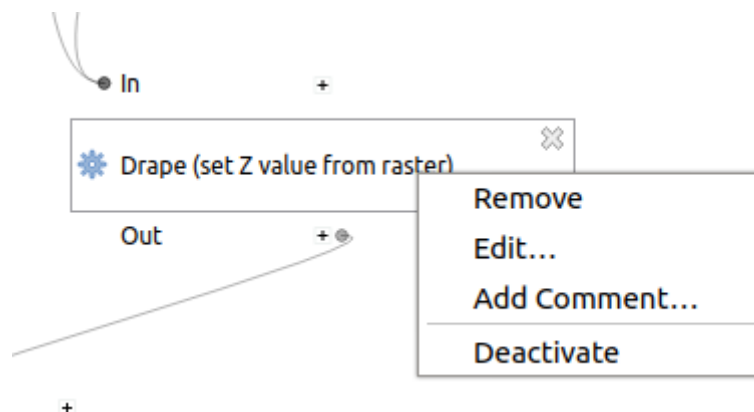 In
+
Drape (set Z value from raster)
Remove
Out
+
Edit...
Add Comment...
Deactivate
+